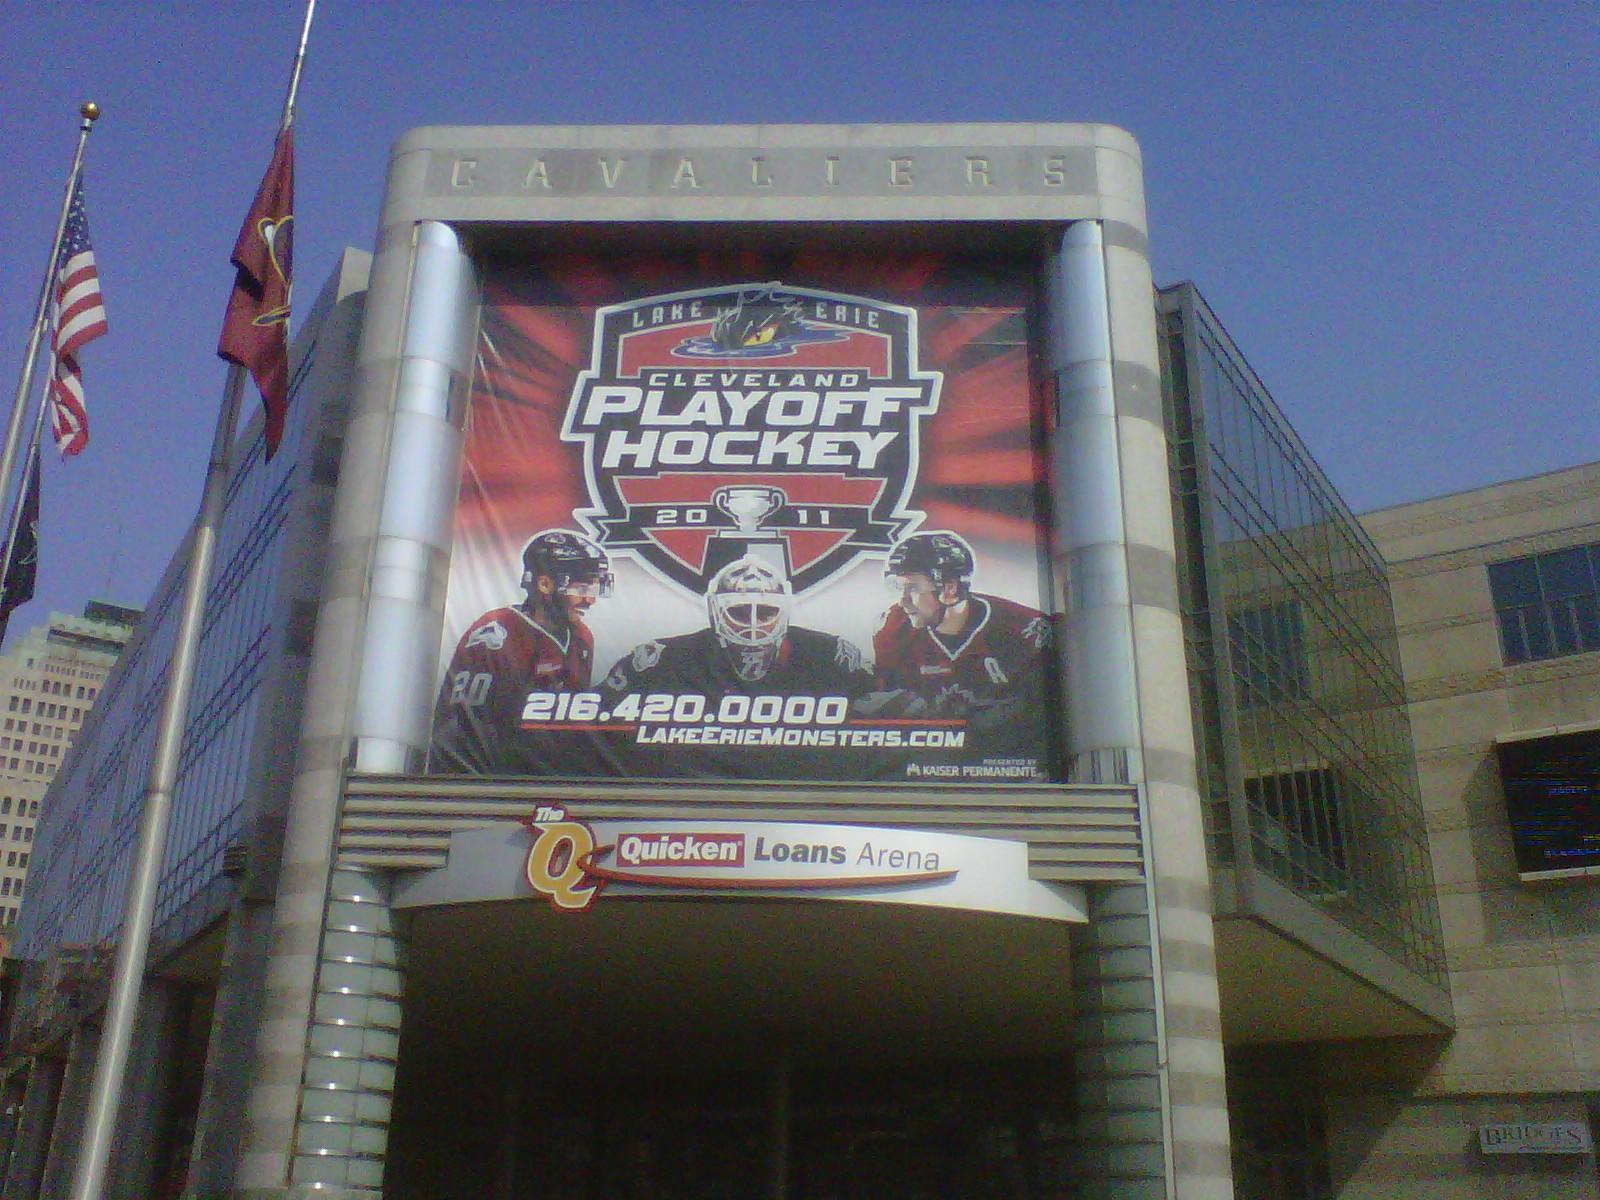 CAVALIERS
LAKE ERIE
CLEVELAND
PLAYOFF
HOCKEY
20 11
20
A
216.420.0000
LAKEERIEMONSTERS.COM
PRESENTED BY
KAISER PERMANENTE
The Q Quicken Loans Arena
BRIDGES